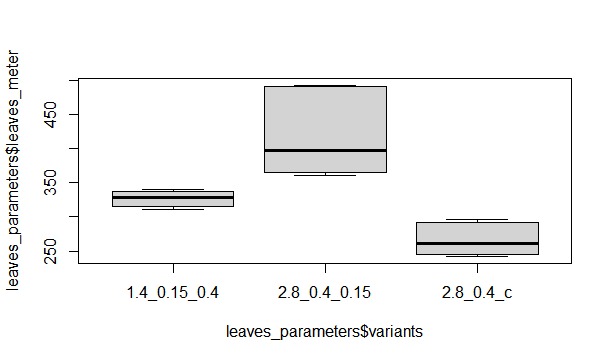 leaves_parameters$leaves_meter
450
350
250
1.4_0.15_0.4 2.8_0.4_0.15 2.8_0.4_c
leaves_parameters$variants